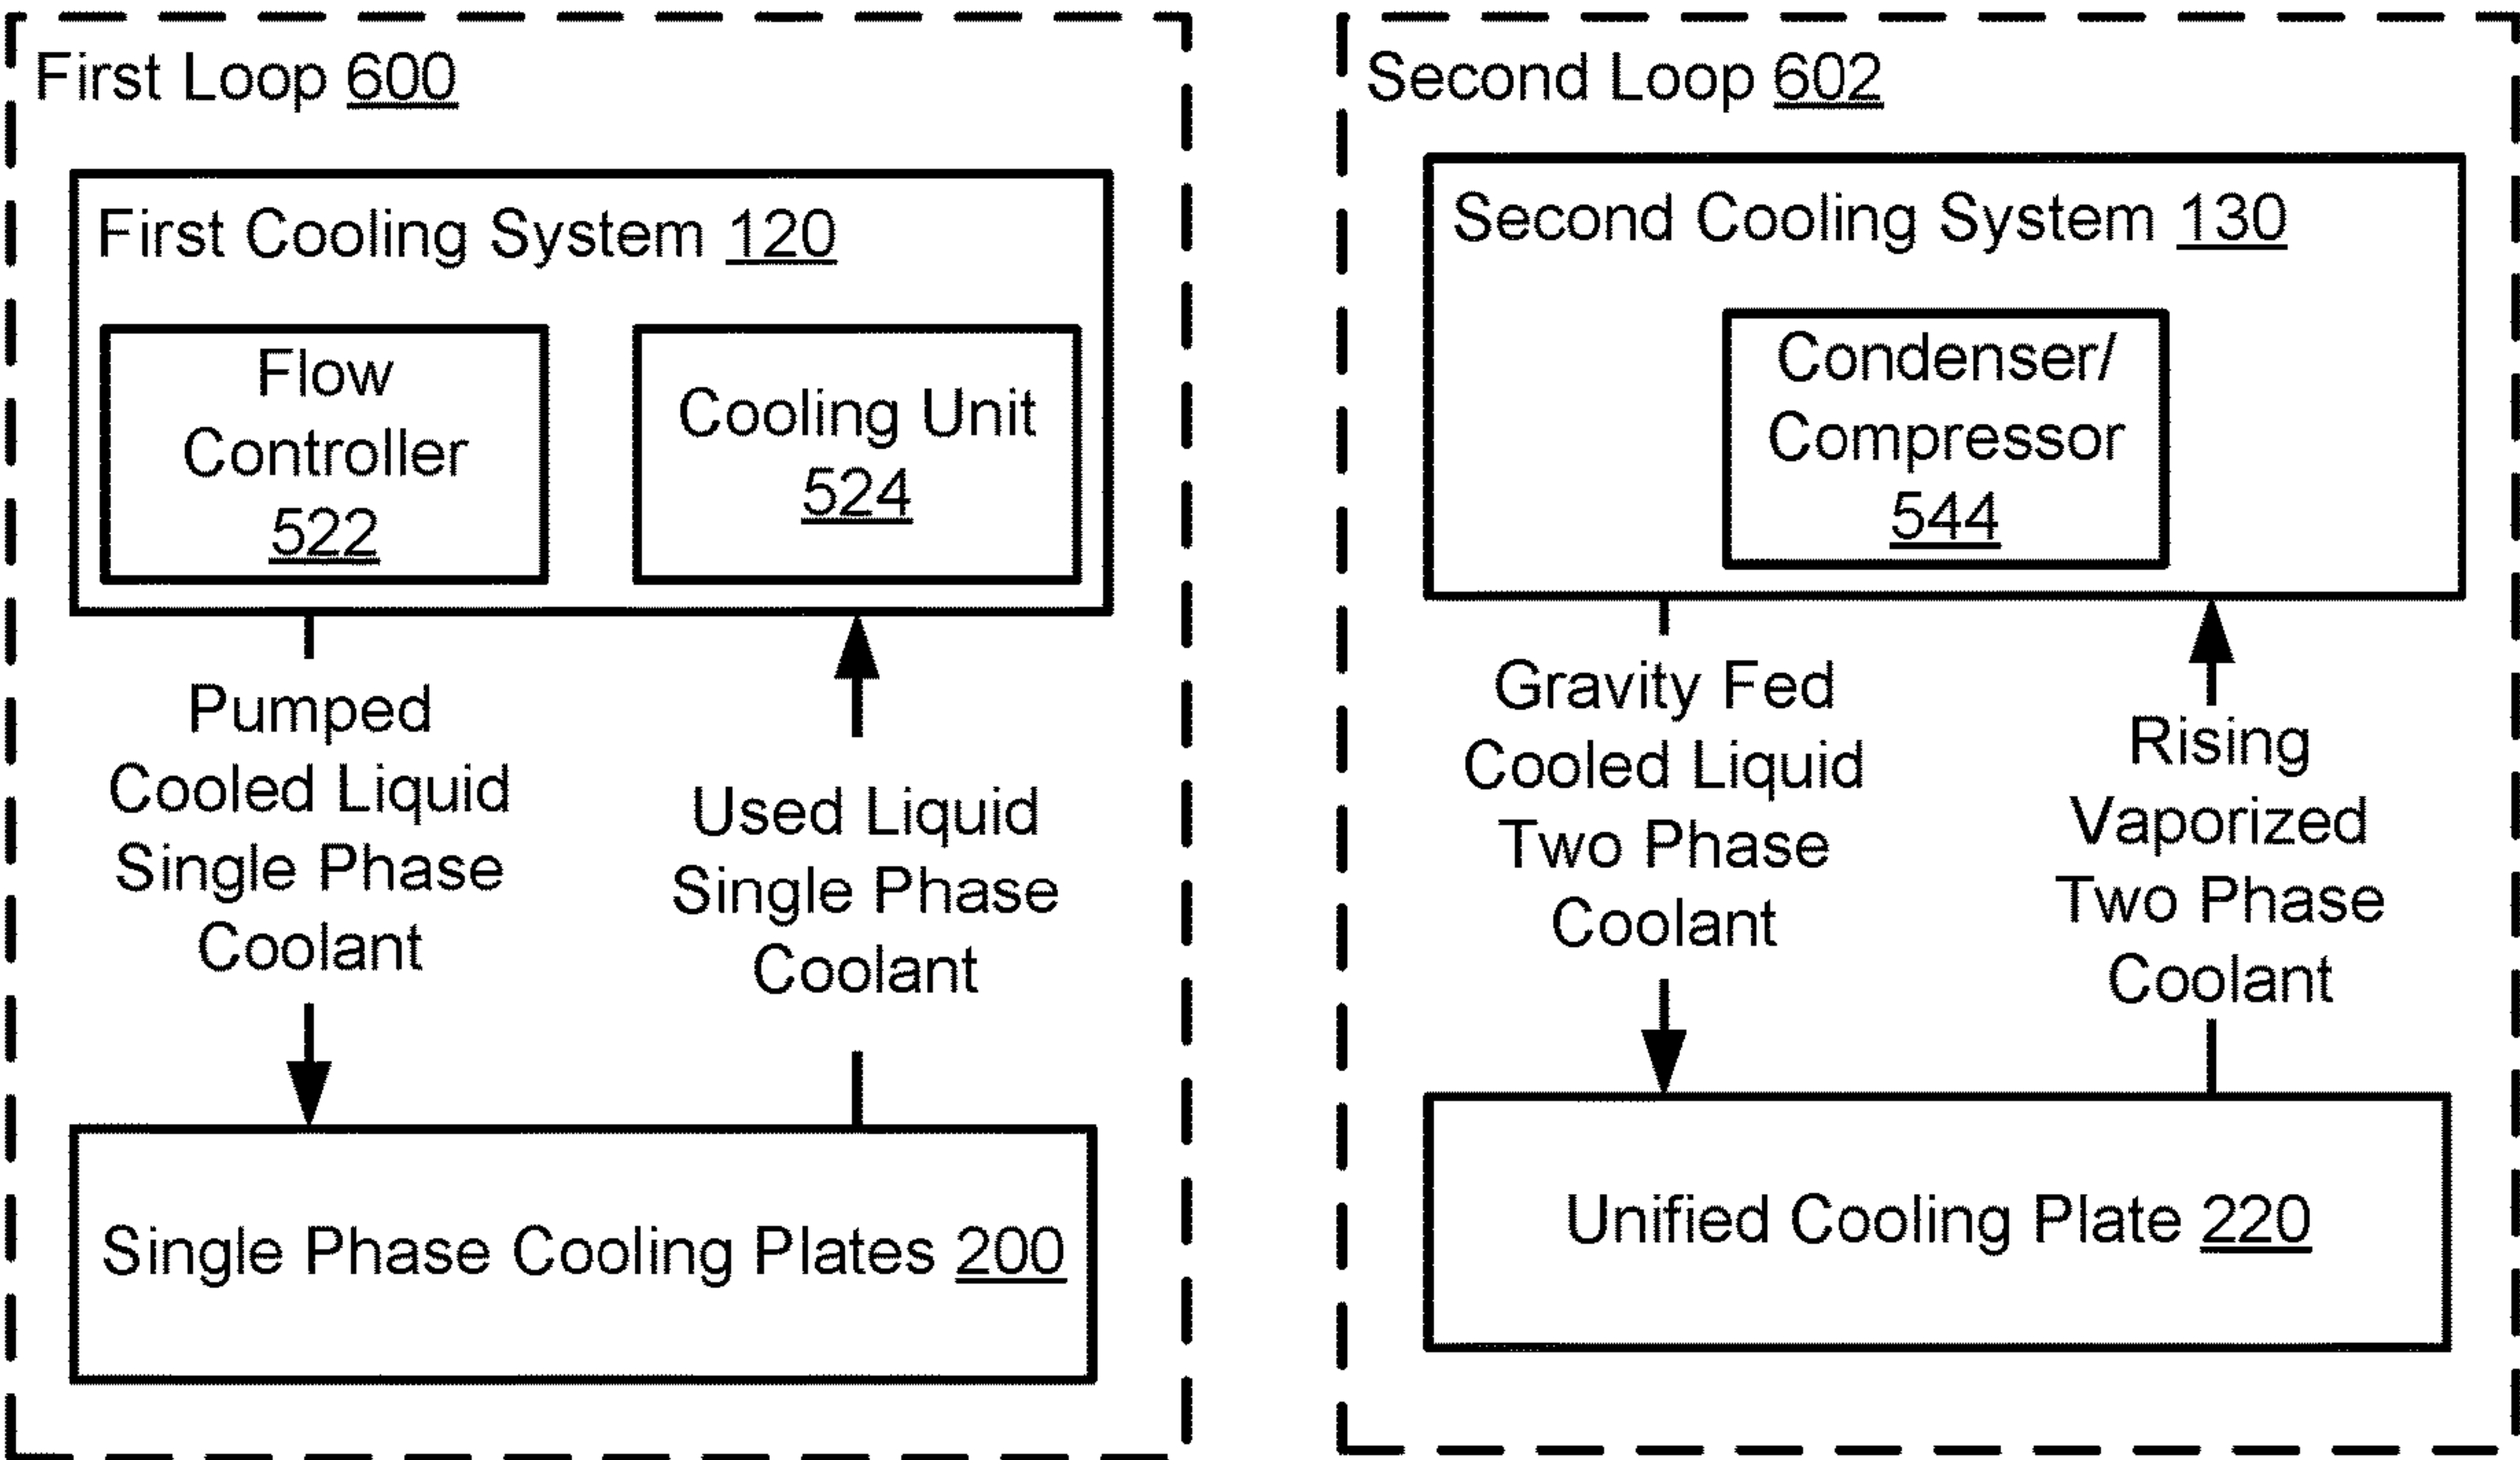 First Loop 600
First Cooling System 120
Flow
Controller
522
Cooling Unit
524
Pumped
Cooled Liquid
Single Phase
Coolant
Used Liquid
Single Phase
Coolant
Single Phase Cooling Plates 200
Second Loop 602
Second Cooling System 130
Condenser/
Compressor
544
Gravity Fed
Cooled Liquid
Two Phase
Coolant
Rising
Vaporized
Two Phase
Coolant
Unified Cooling Plate 220